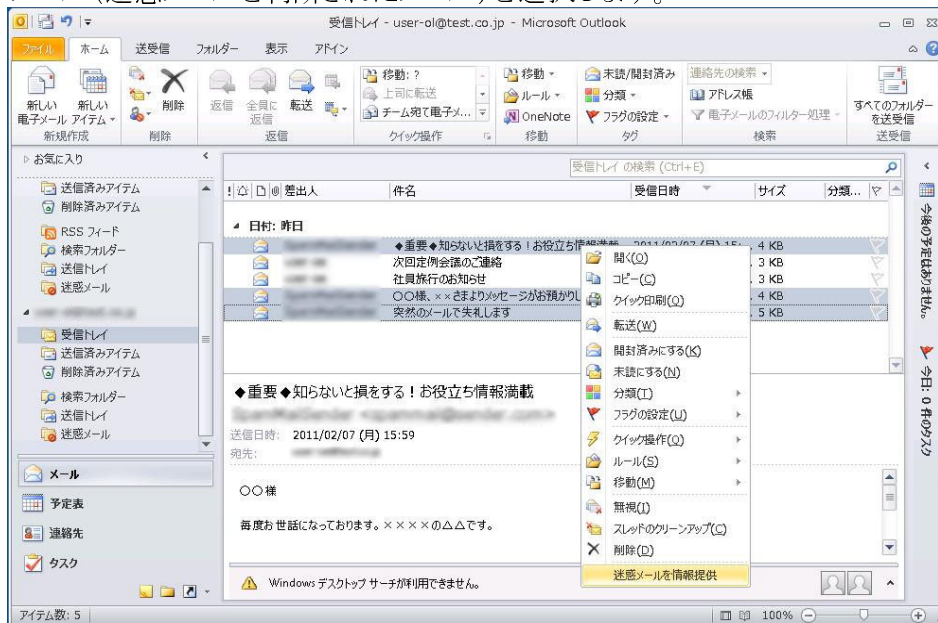 受信トレイ - user-ol@test.co.jp - Microsoft Outlook
ファイル ホーム 送受信 フォルダー 表示 アドイン
新しい 電子メール
新しい アイテム
新規作成
削除
削除
返信
全員に 返信
転送
返信
移動: ?
上司に転送
チーム宛て電子メ...
クイック操作
移動
ルール
OneNote
移動
未読/開封済み
分類
フラグの設定
タグ
連絡先の検索
アドレス帳
電子メールのフィルター処理
検索
すべてのフォルダー を送受信
送受信
お気に入り
受信トレイ の検索 (Ctrl+E)
送信済みアイテム
削除済みアイテム
RSS フィード
検索フォルダー
送信トレイ
迷惑メール
受信トレイ
送信済みアイテム
削除済みアイテム
検索フォルダー
送信トレイ
迷惑メール
メール
予定表
連絡先
タスク
差出人 件名 受信日時 サイズ 分類...
日付: 昨日
◆重要◆知らないと損をする!お役立ち情報満載 2011/02/07 (月) 15: 4 KB
次回定例会議のご連絡 3 KB
社員旅行のお知らせ 3 KB
○○様、××さまよりメッセージがお預かりし 4 KB
突然のメールで失礼します 5 KB
開く(O)
コピー(C)
クイック印刷(Q)
転送(W)
開封済みにする(K)
未読にする(N)
分類(T)
フラグの設定(U)
クイック操作(Q)
ルール(S)
移動(M)
無視(I)
スレッドのクリーンアップ(C)
削除(D)
迷惑メールを情報提供
◆重要◆知らないと損をする!お役立ち情報満載
送信日時: 2011/02/07 (月) 15:59
宛先:
○○様
毎度お世話になっております。××××の△△です。
Windows デスクトップ サーチが利用できません。
今後の予定はありません。
今日: 0 件のタスク
アイテム数: 5
100%